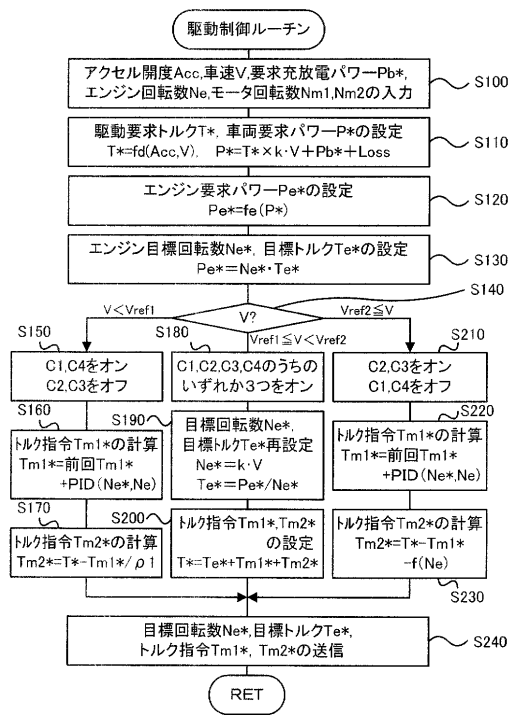 駆動制御ルーチン
アクセル開度Acc,車速V,要求充放電パワーPb*,
エンジン回転数Ne,モータ回転数Nm1,Nm2の入力
S100
駆動要求トルクT*, 車両要求パワーP*の設定
T*=fd(Acc,V), P*=T*×k·V+Pb*+Loss
S110
エンジン要求パワーPe*の設定
Pe*=fe(P*)
S120
エンジン目標回転数Ne*, 目標トルクTe*の設定
Pe*=Ne*·Te*
S130
S140
V?
V<Vref1
Vref1≦V<Vref2
Vref2≦V
S150
C1,C4をオン
C2,C3をオフ
S160
トルク指令Tm1*の計算
Tm1*=前回Tm1*
+PID(Ne*,Ne)
S170
トルク指令Tm2*の計算
Tm2*=T*-Tm1*/ρ1
S180
C1,C2,C3,C4のうちの
いずれか3つをオン
S190
目標回転数Ne*,
目標トルクTe*再設定
Ne*=k·V
Te*=Pe*/Ne*
S200
トルク指令Tm1*,Tm2*
の設定
T*=Te*+Tm1*+Tm2*
S210
C2,C3をオン
C1,C4をオフ
S220
トルク指令Tm1*の計算
Tm1*=前回Tm1*
+PID(Ne*,Ne)
トルク指令Tm2*の計算
Tm2*=T*-Tm1*
-f(Ne)
S230
目標回転数Ne*,目標トルクTe*,
トルク指令Tm1*, Tm2*の送信
S240
RET